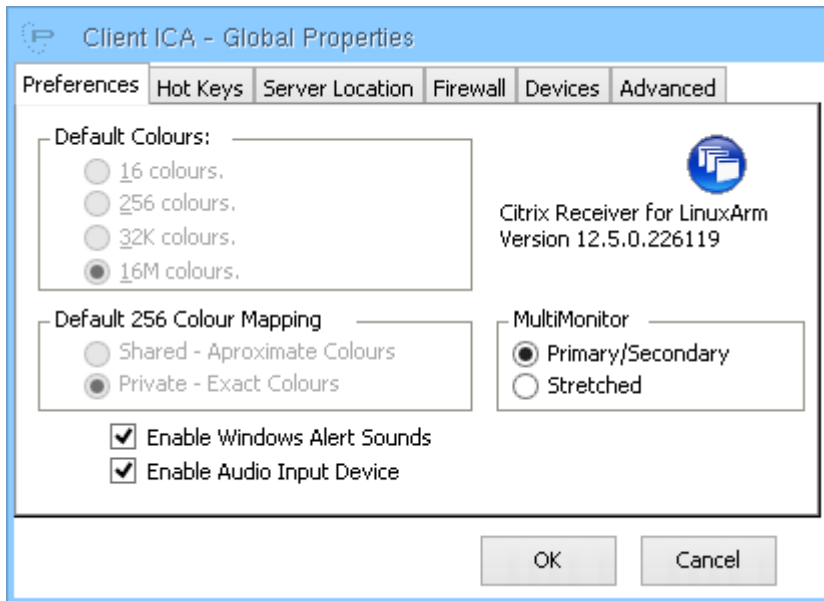 Client ICA - Global Properties
Preferences Hot Keys Server Location Firewall Devices Advanced
Default Colours:
16 colours.
256 colours.
32K colours.
16M colours.
Citrix Receiver for LinuxArm
Version 12.5.0.226119
Default 256 Colour Mapping
Shared - Aproximate Colours
Private - Exact Colours
MultiMonitor
Primary/Secondary
Stretched
Enable Windows Alert Sounds
Enable Audio Input Device
OK Cancel